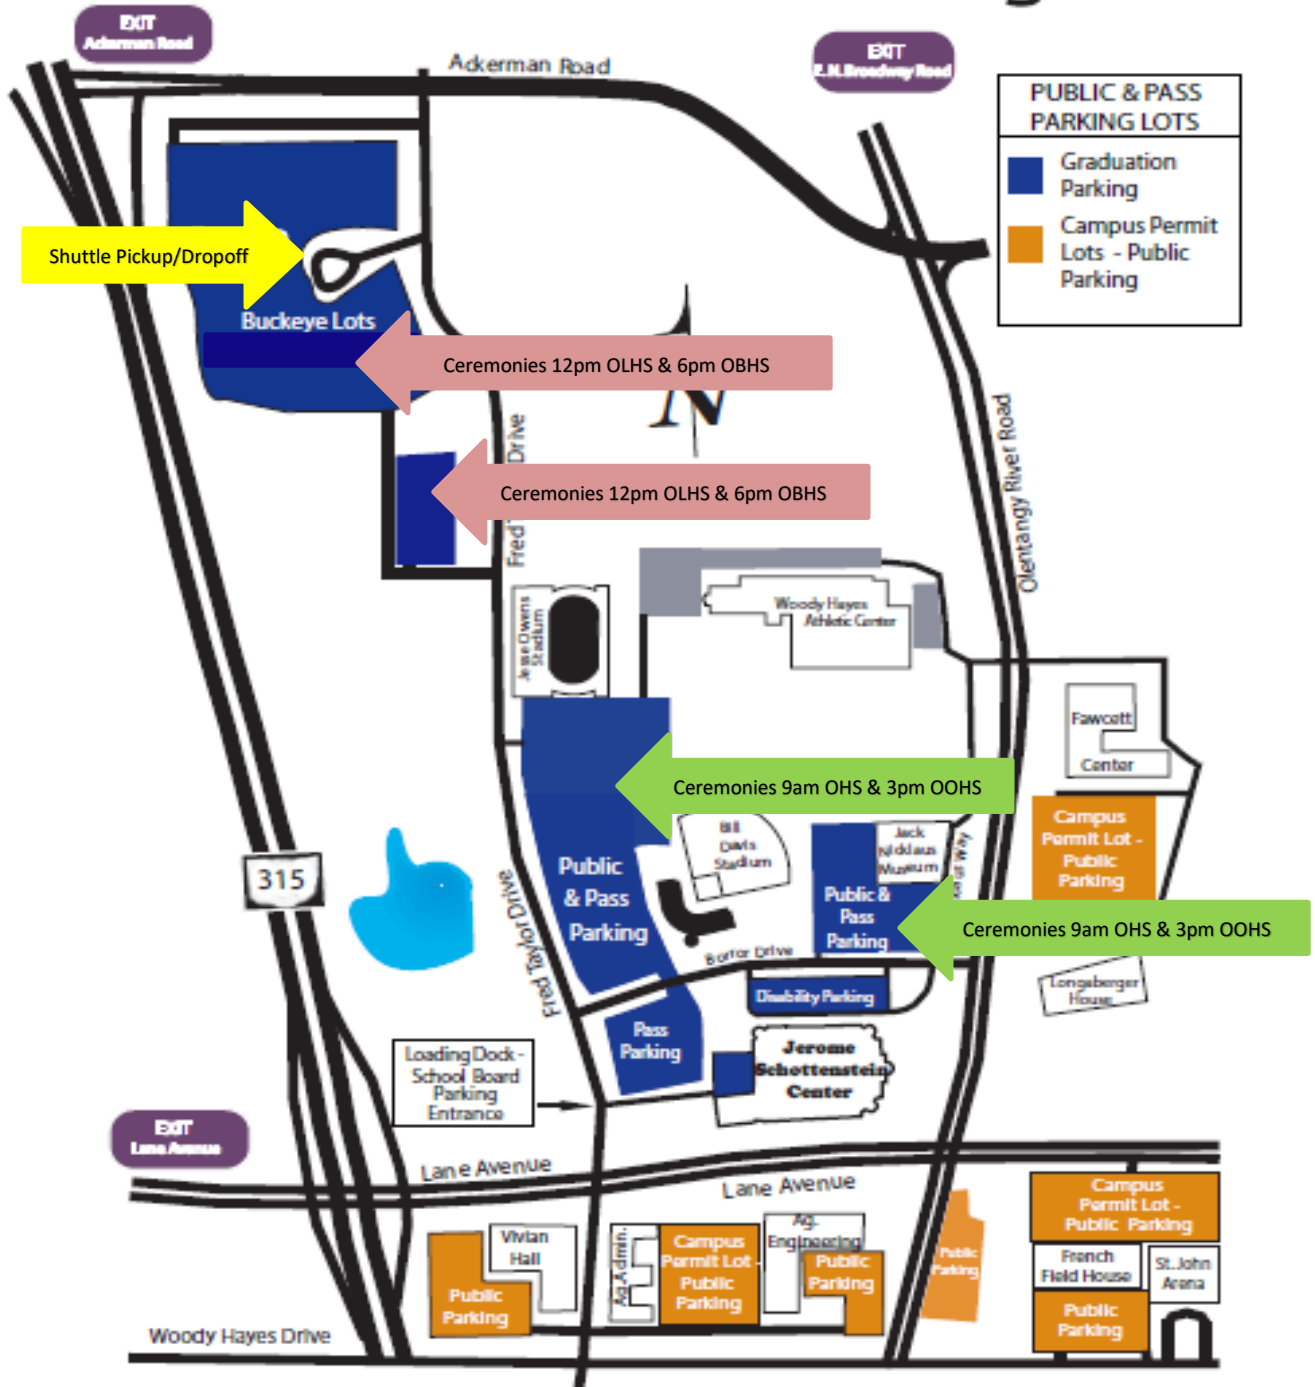 EXIT
Ackerman Road
Ackerman Road
EXIT
E. N. Broadway Road
PUBLIC & PASS
PARKING LOTS
Graduation
Parking
Campus Permit
Lots - Public
Parking
Shuttle Pickup/Dropoff
Buckeye Lots
Ceremonies 12pm OLHS & 6pm OBHS
N
Ceremonies 12pm OLHS & 6pm OBHS
Fred
Drive
Olentangy River Road
Jesse Owens
Stadium
Woody Hayes
Athletic Center
Fawcett
Center
Ceremonies 9am OHS & 3pm OOHS
Bill
Davis
Stadium
Jack
Nicklaus
Museum
Way
Campus
Permit Lot -
Public
Parking
315
Public
& Pass
Parking
Public &
Pass
Parking
Ceremonies 9am OHS & 3pm OOHS
Fred Taylor Drive
Borror Drive
Disability Parking
Longaberger
House
Pass
Parking
Jerome
Schottenstein
Center
Loading Dock -
School Board
Parking
Entrance
EXIT
Lane Avenue
Lane Avenue
Lane Avenue
Vivian
Hall
Public
Parking
Ag. Admin.
Campus
Permit Lot -
Public
Parking
Ag.
Engineering
Public
Parking
Public
Parking
Campus
Permit Lot -
Public Parking
French
Field House
St. John
Arena
Public
Parking
Woody Hayes Drive